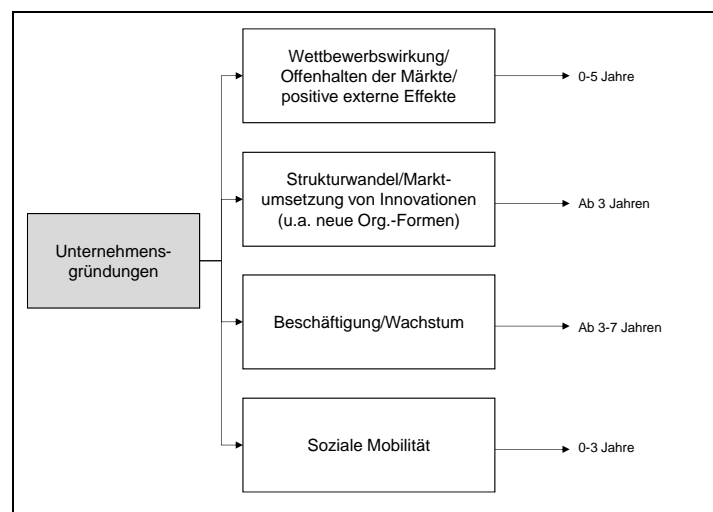 Wettbewerbswirkung/
Offenhalten der Märkte/
positive externe Effekte
0-5 Jahre
Strukturwandel/Markt-
umsetzung von Innovationen
(u.a. neue Org.-Formen)
Ab 3 Jahren
Unternehmens-
gründungen
Beschäftigung/Wachstum
Ab 3-7 Jahren
Soziale Mobilität
0-3 Jahre